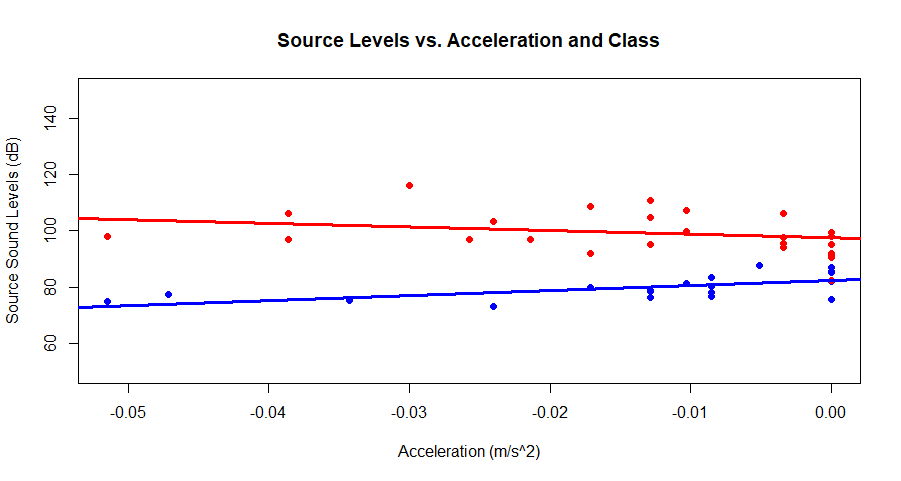 Source Levels vs. Acceleration and Class
Source Sound Levels (dB)
140
120
100
80
60
-0.05 -0.04 -0.03 -0.02 -0.01 0.00
Acceleration (m/s^2)